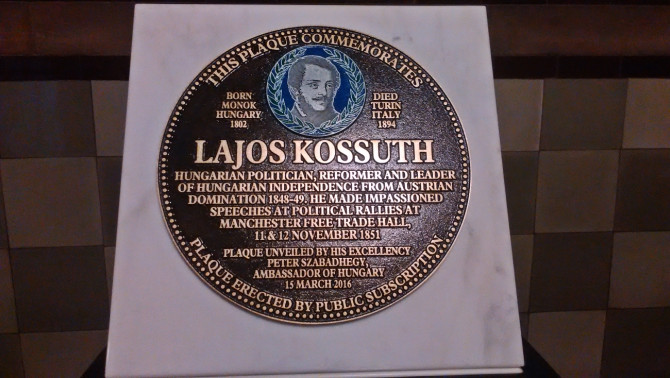 THIS PLAQUE COMMEMORATES
BORN
MONOK
HUNGARY
1802
DIED
TURIN
ITALY
1894
LAJOS KOSSUTH
HUNGARIAN POLITICIAN, REFORMER AND LEADER
OF HUNGARIAN INDEPENDENCE FROM AUSTRIAN
DOMINATION 1848-49. HE MADE IMPASSIONED
SPEECHES AT POLITICAL RALLIES AT
MANCHESTER FREE TRADE HALL,
11 & 12 NOVEMBER 1851
PLAQUE UNVEILED BY HIS EXCELLENCY
PETER SZABADHEGY,
AMBASSADOR OF HUNGARY
15 MARCH 2016
PLAQUE ERECTED BY PUBLIC SUBSCRIPTION